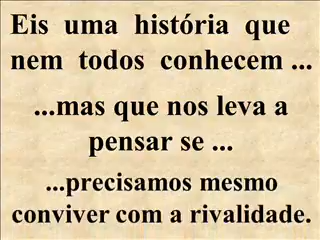 Eis uma história que
nem todos conhecem ...
...mas que nos leva a
pensar se ...
...precisamos mesmo
conviver com a rivalidade.